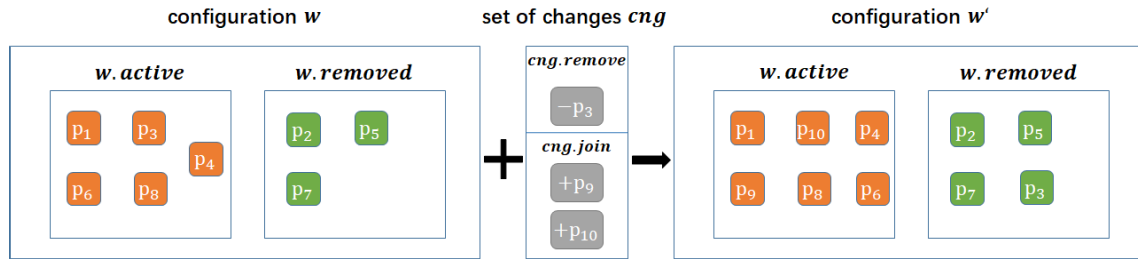 configuration w
set of changes cng
configuration w‘
w.active
w.removed
cng.remove
w.active
w.removed
p₁ p₃
p₄
p₆ p₈
p₂ p₅
p₇
−p₃
cng.join
+p₉
+p₁₀
p₁ p₁₀ p₄
p₉ p₈ p₆
p₂ p₅
p₇ p₃